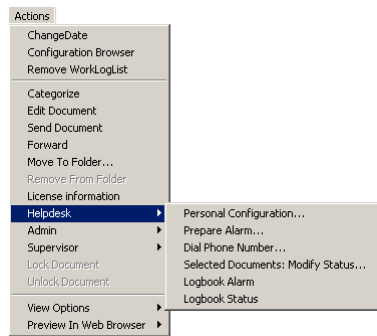 Actions
ChangeDate
Configuration Browser
Remove WorkLogList
Categorize
Edit Document
Send Document
Forward
Move To Folder...
Remove From Folder
License information
Helpdesk
Admin
Supervisor
Lock Document
Unlock Document
View Options
Preview In Web Browser
Personal Configuration...
Prepare Alarm...
Dial Phone Number...
Selected Documents: Modify Status...
Logbook Alarm
Logbook Status